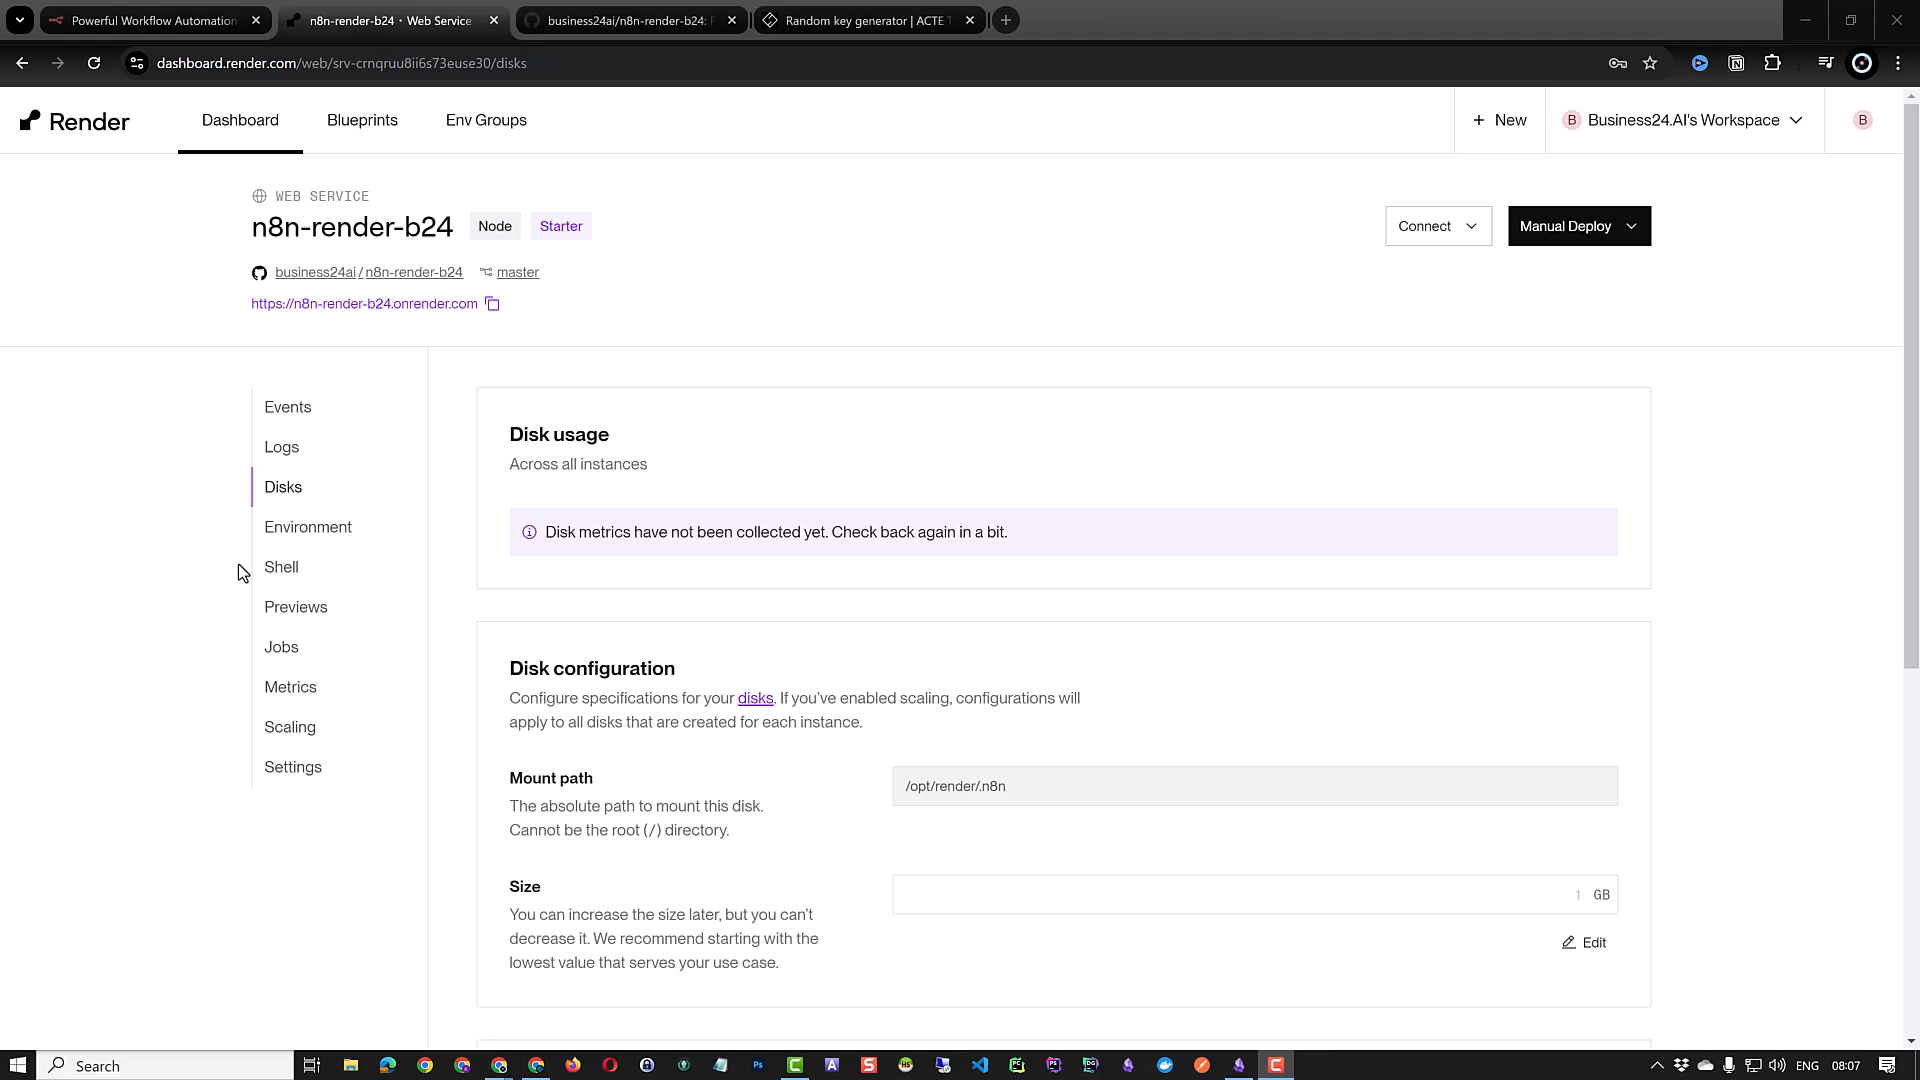 Powerful Workflow Automation
n8n-render-b24 · Web Service
business24ai/n8n-render-b24: F
Random key generator | ACTE T
dashboard.render.com/web/srv-crnqruu8ii6s73euse30/disks
Render
Dashboard
Blueprints
Env Groups
+ New
B
Business24.AI's Workspace
B
WEB SERVICE
n8n-render-b24
Node
Starter
Connect
Manual Deploy
business24ai / n8n-render-b24
master
https://n8n-render-b24.onrender.com
Events
Logs
Disks
Environment
Shell
Previews
Jobs
Metrics
Scaling
Settings
Disk usage
Across all instances
Disk metrics have not been collected yet. Check back again in a bit.
Disk configuration
Configure specifications for your disks. If you've enabled scaling, configurations will
apply to all disks that are created for each instance.
Mount path
The absolute path to mount this disk.
Cannot be the root (/) directory.
/opt/render/.n8n
Size
You can increase the size later, but you can't
decrease it. We recommend starting with the
lowest value that serves your use case.
1 GB
Edit
Search
ENG
08:07